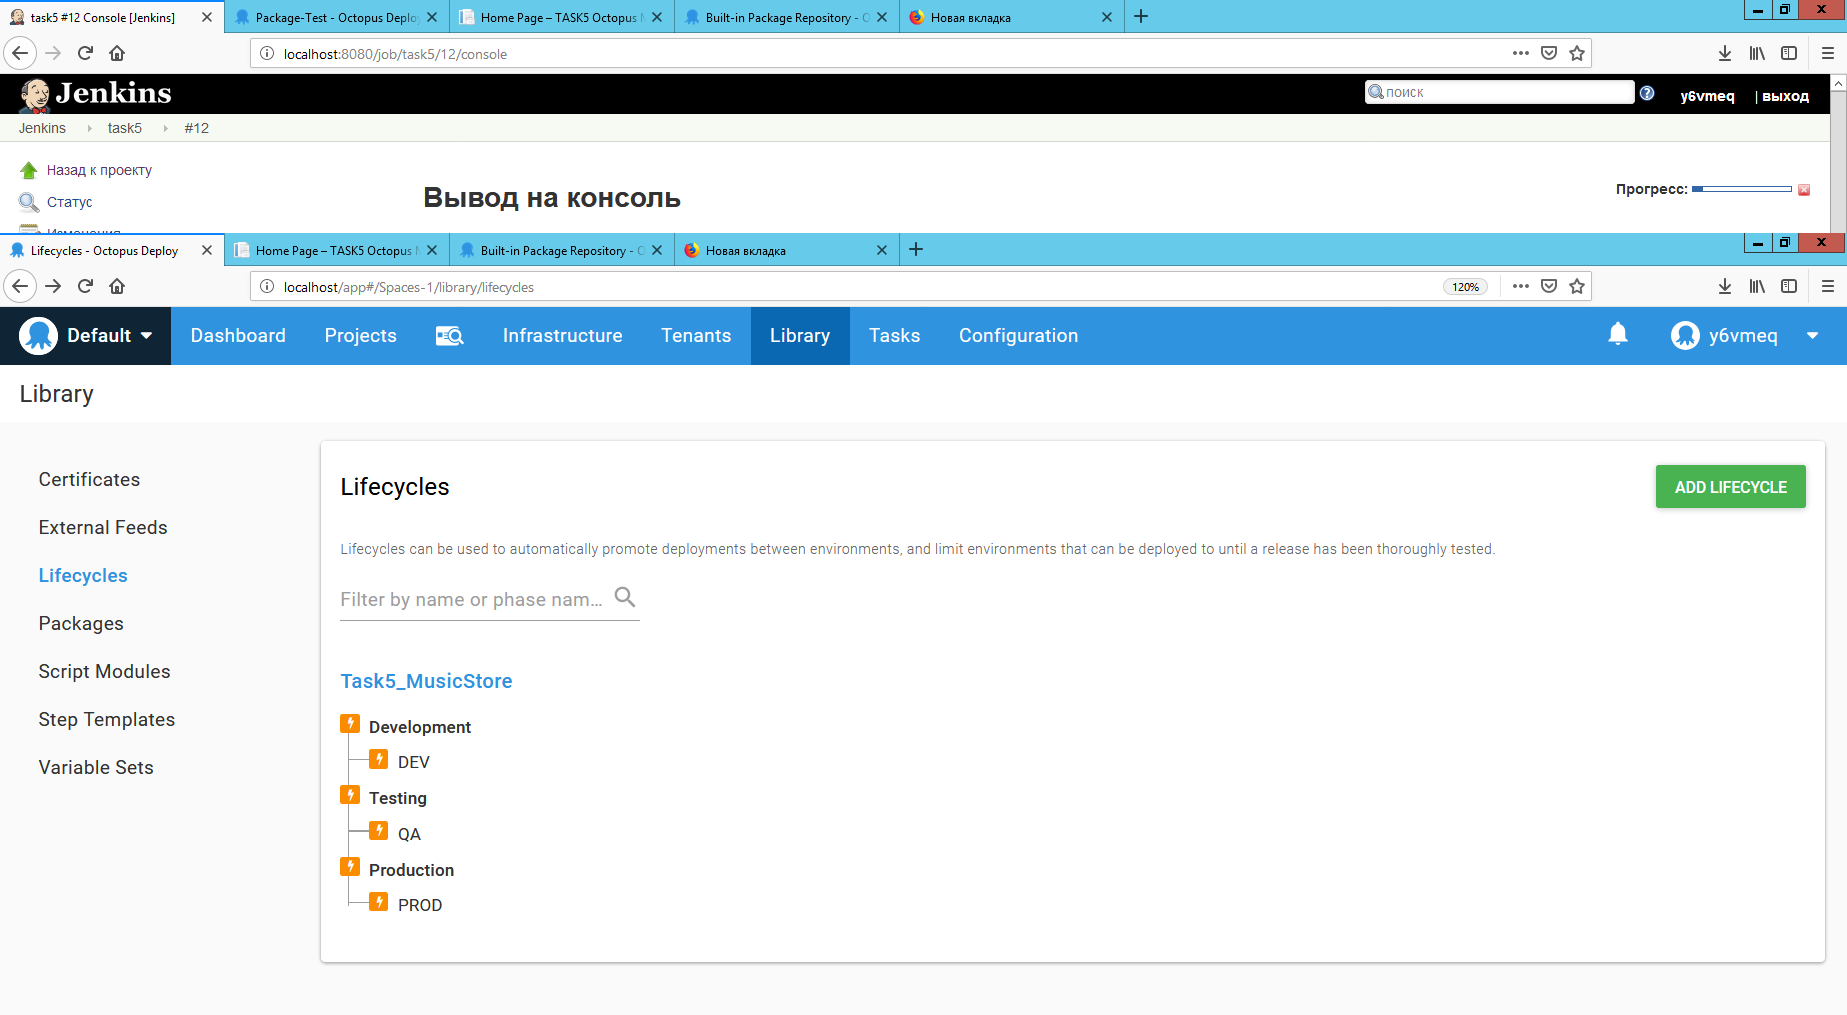 task5 #12 Console [Jenkins] Package-Test - Octopus Deplo Home Page – TASK5 Octopus Built-in Package Repository - Новая вкладка
localhost:8080/job/task5/12/console
Jenkins поиск y6vmeq | выход
Jenkins task5 #12
Назад к проекту
Вывод на консоль Прогресс:
Статус
Изменения
Lifecycles - Octopus Deploy Home Page – TASK5 Octopus Built-in Package Repository - Новая вкладка
localhost/app#/Spaces-1/library/lifecycles 120%
Default Dashboard Projects Infrastructure Tenants Library Tasks Configuration y6vmeq
Library
Certificates
External Feeds
Lifecycles
Packages
Script Modules
Step Templates
Variable Sets
Lifecycles ADD LIFECYCLE
Lifecycles can be used to automatically promote deployments between environments, and limit environments that can be deployed to until a release has been thoroughly tested.
Filter by name or phase nam...
Task5_MusicStore
Development
DEV
Testing
QA
Production
PROD